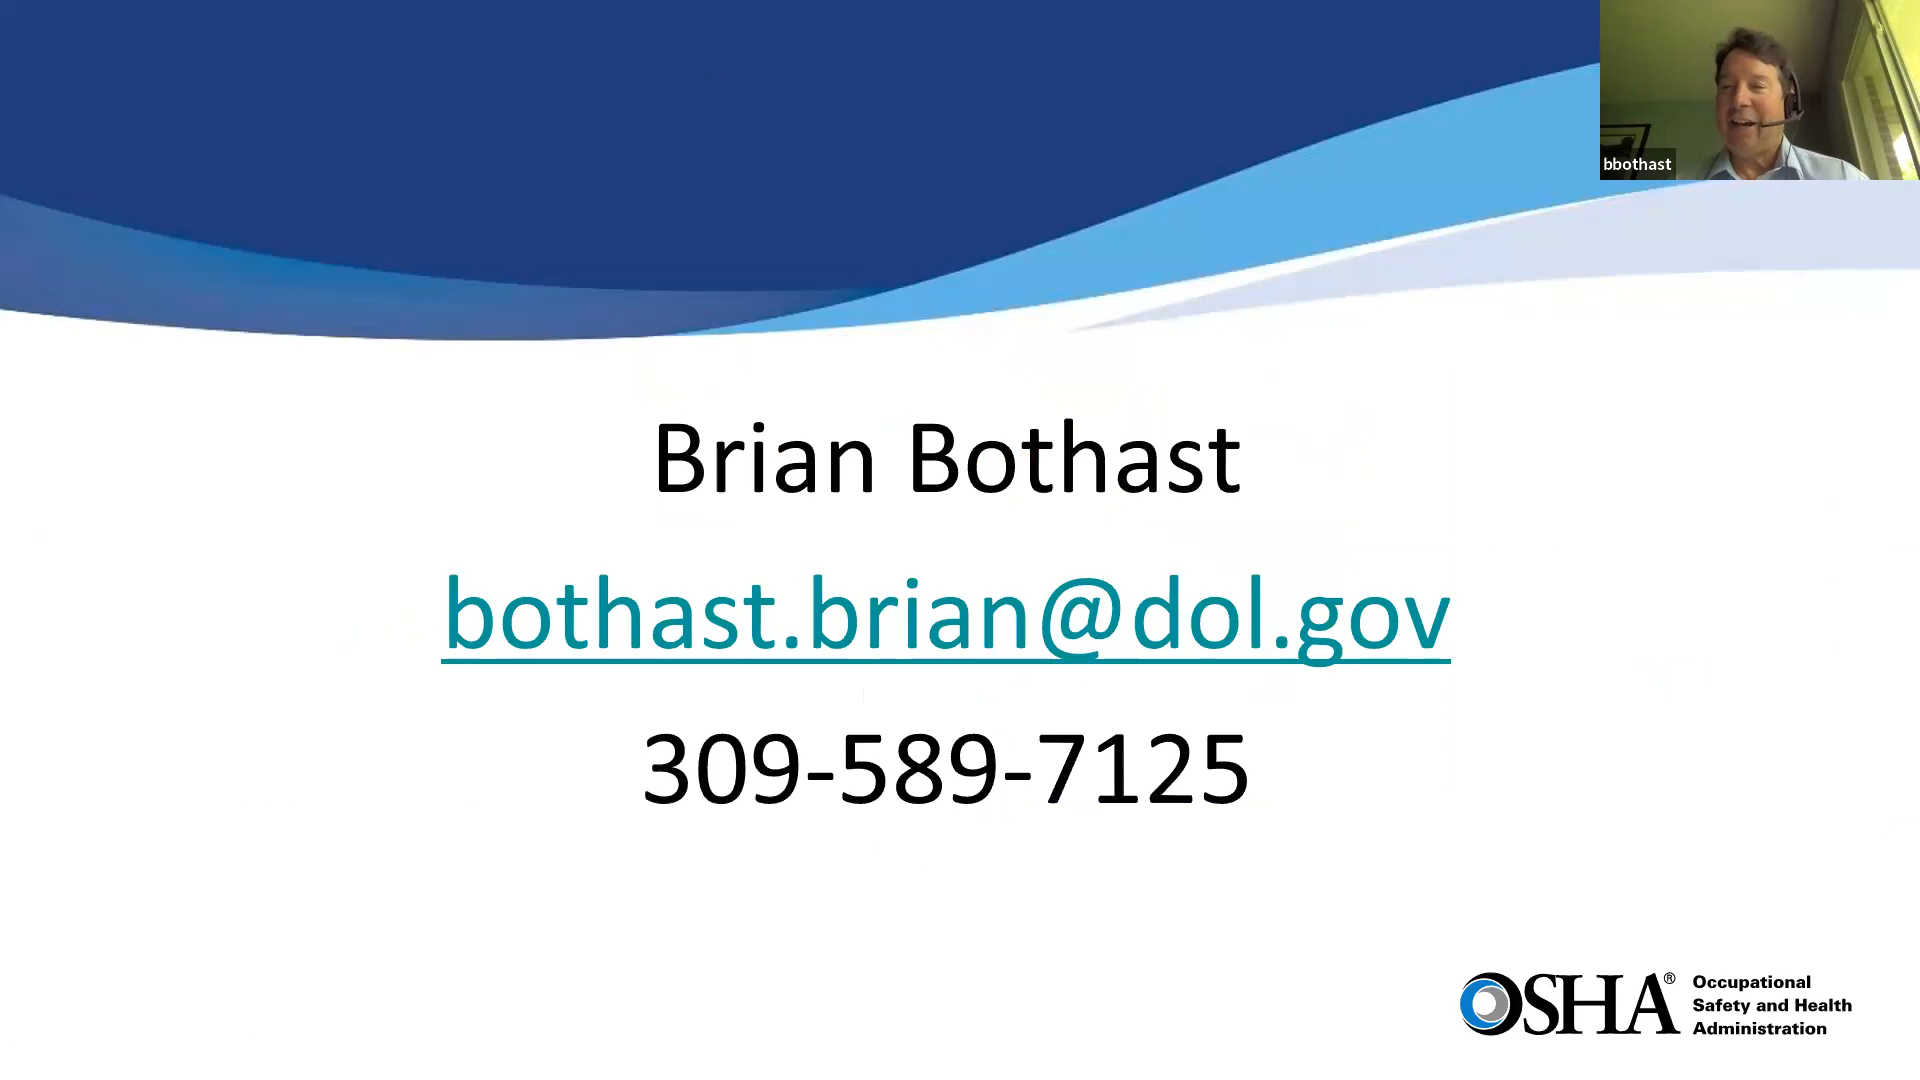 bbothast
Brian Bothast
bothast.brian@dol.gov
309-589-7125
OSHA®
Occupational
Safety and Health
Administration